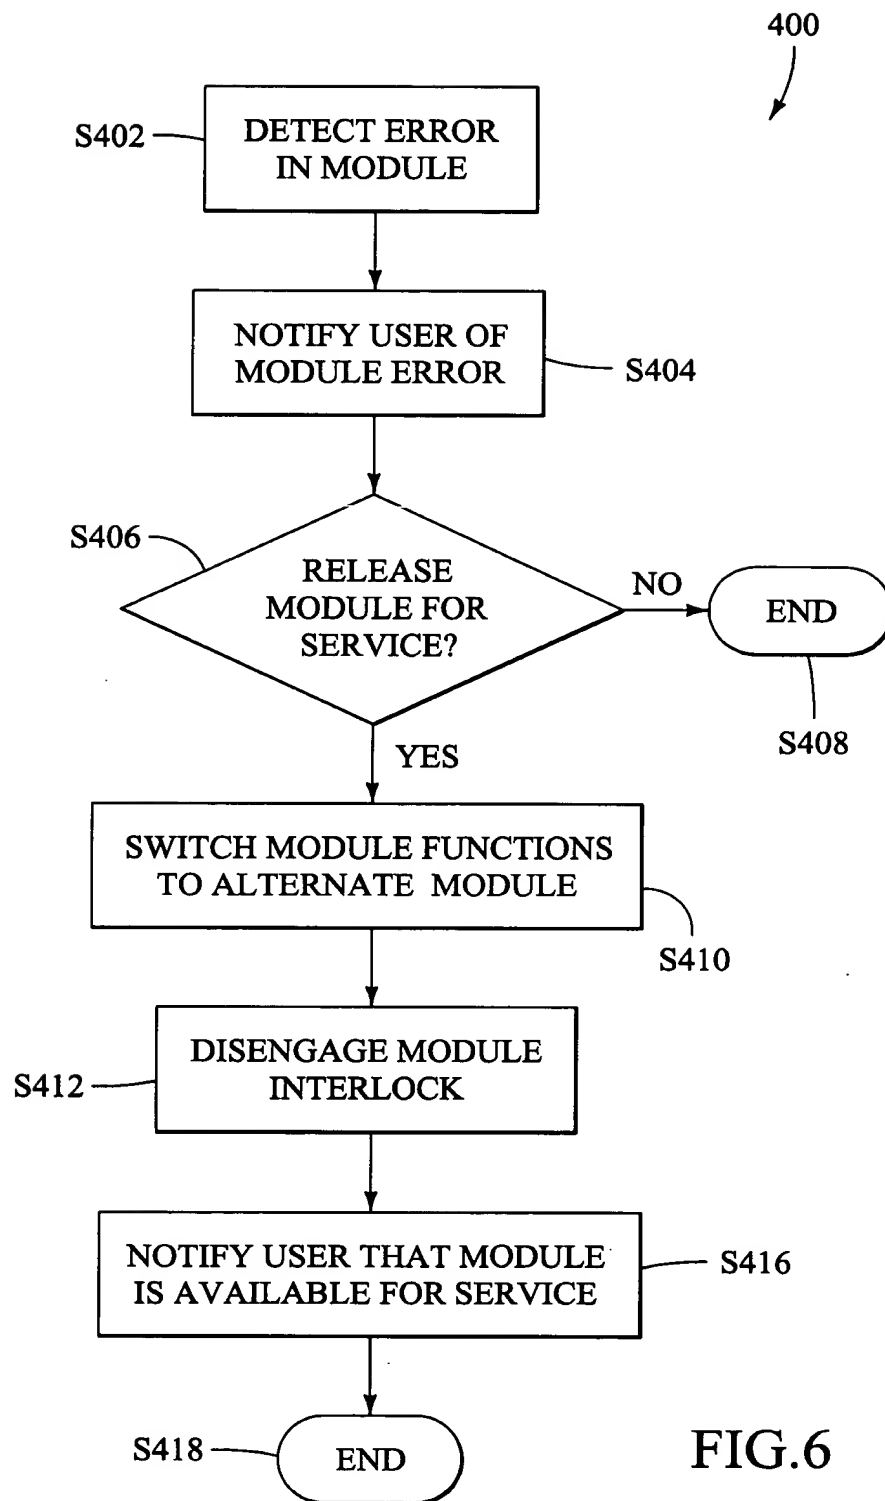 400
S402
DETECT ERROR
IN MODULE
NOTIFY USER OF
MODULE ERROR
S404
S406
RELEASE
MODULE FOR
SERVICE?
NO
END
S408
YES
SWITCH MODULE FUNCTIONS
TO ALTERNATE MODULE
S410
DISENGAGE MODULE
INTERLOCK
S412
NOTIFY USER THAT MODULE
IS AVAILABLE FOR SERVICE
S416
S418
END
FIG.6